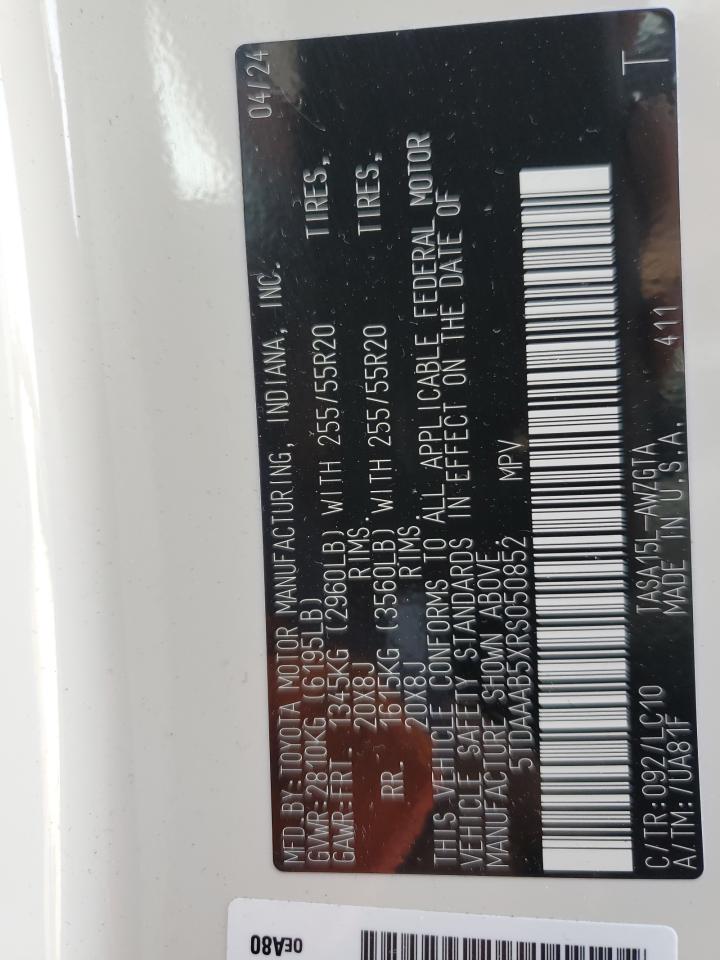 MFD.BY:TOYOTA MOTOR MANUFACTURING, INDIANA, INC. 04/24
GVWR:2810KG (6195LB)
GAWR:FRT. 1345KG (2960LB) WITH 255/55R20 TIRES,
20X8J RIMS.
RR. 1615KG (3560LB) WITH 255/55R20 TIRES,
20X8J RIMS.
THIS VEHICLE CONFORMS TO ALL APPLICABLE FEDERAL MOTOR
VEHICLE SAFETY STANDARDS IN EFFECT ON THE DATE OF
MANUFACTURE SHOWN ABOVE.
5TDAAAB5XRS050852 MPV
C/TR:092/LC10 TASA15L-AWZGTA 411 T
A/TM:/UA81F MADE IN U.S.A.
0EA80